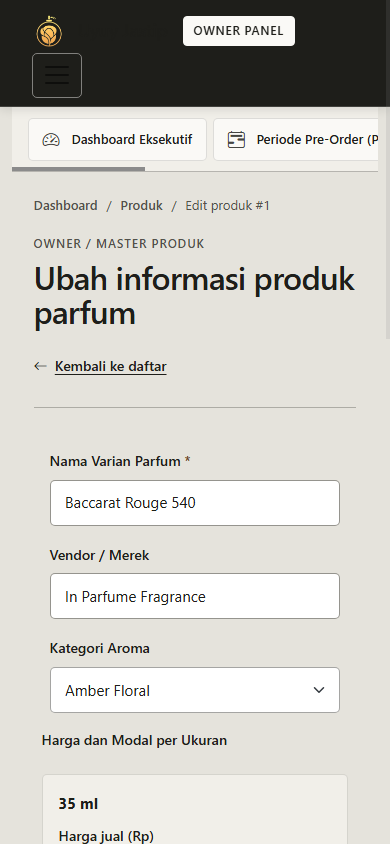 OWNER PANEL
Dashboard Eksekutif
Periode Pre-Order (P
Dashboard / Produk / Edit produk #1
OWNER / MASTER PRODUK
Ubah informasi produk
parfum
← Kembali ke daftar
Nama Varian Parfum *
Baccarat Rouge 540
Vendor / Merek
In Parfume Fragrance
Kategori Aroma
Amber Floral
Harga dan Modal per Ukuran
35 ml
Harga jual (Rp)